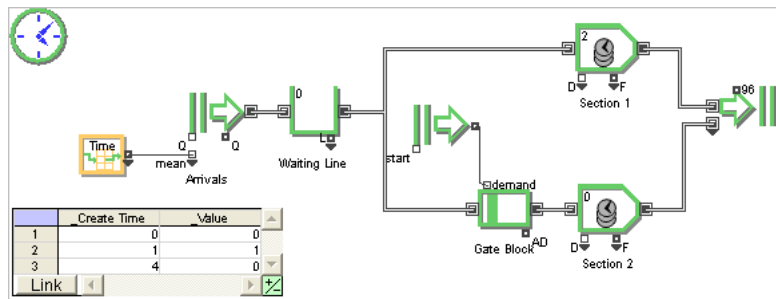 2
D F
Section 1
96
0
Time
Q Q
mean
Arrivals
L
Waiting Line
start
demand
AD
Gate Block
0
D F
Section 2
_Create Time _Value
1 0 0
2 1 1
3 4 0
Link
+/-